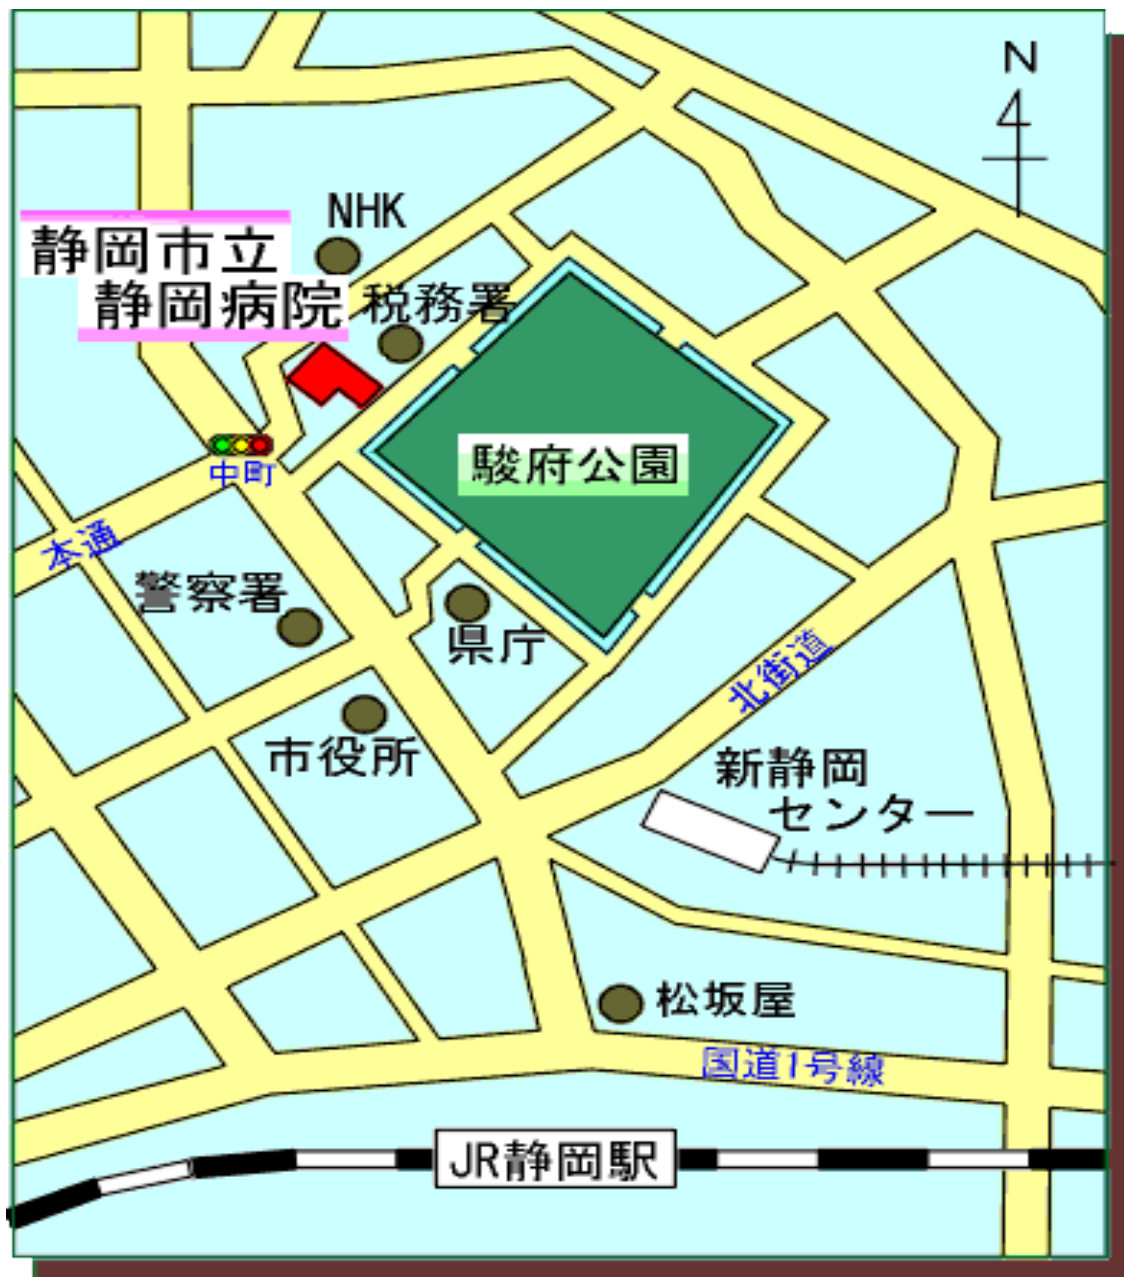 N
NHK
静岡市立
静岡病院
税務署
駿府公園
中町
本通
警察署
県庁
北街道
市役所
新静岡
センター
松坂屋
国道1号線
JR静岡駅